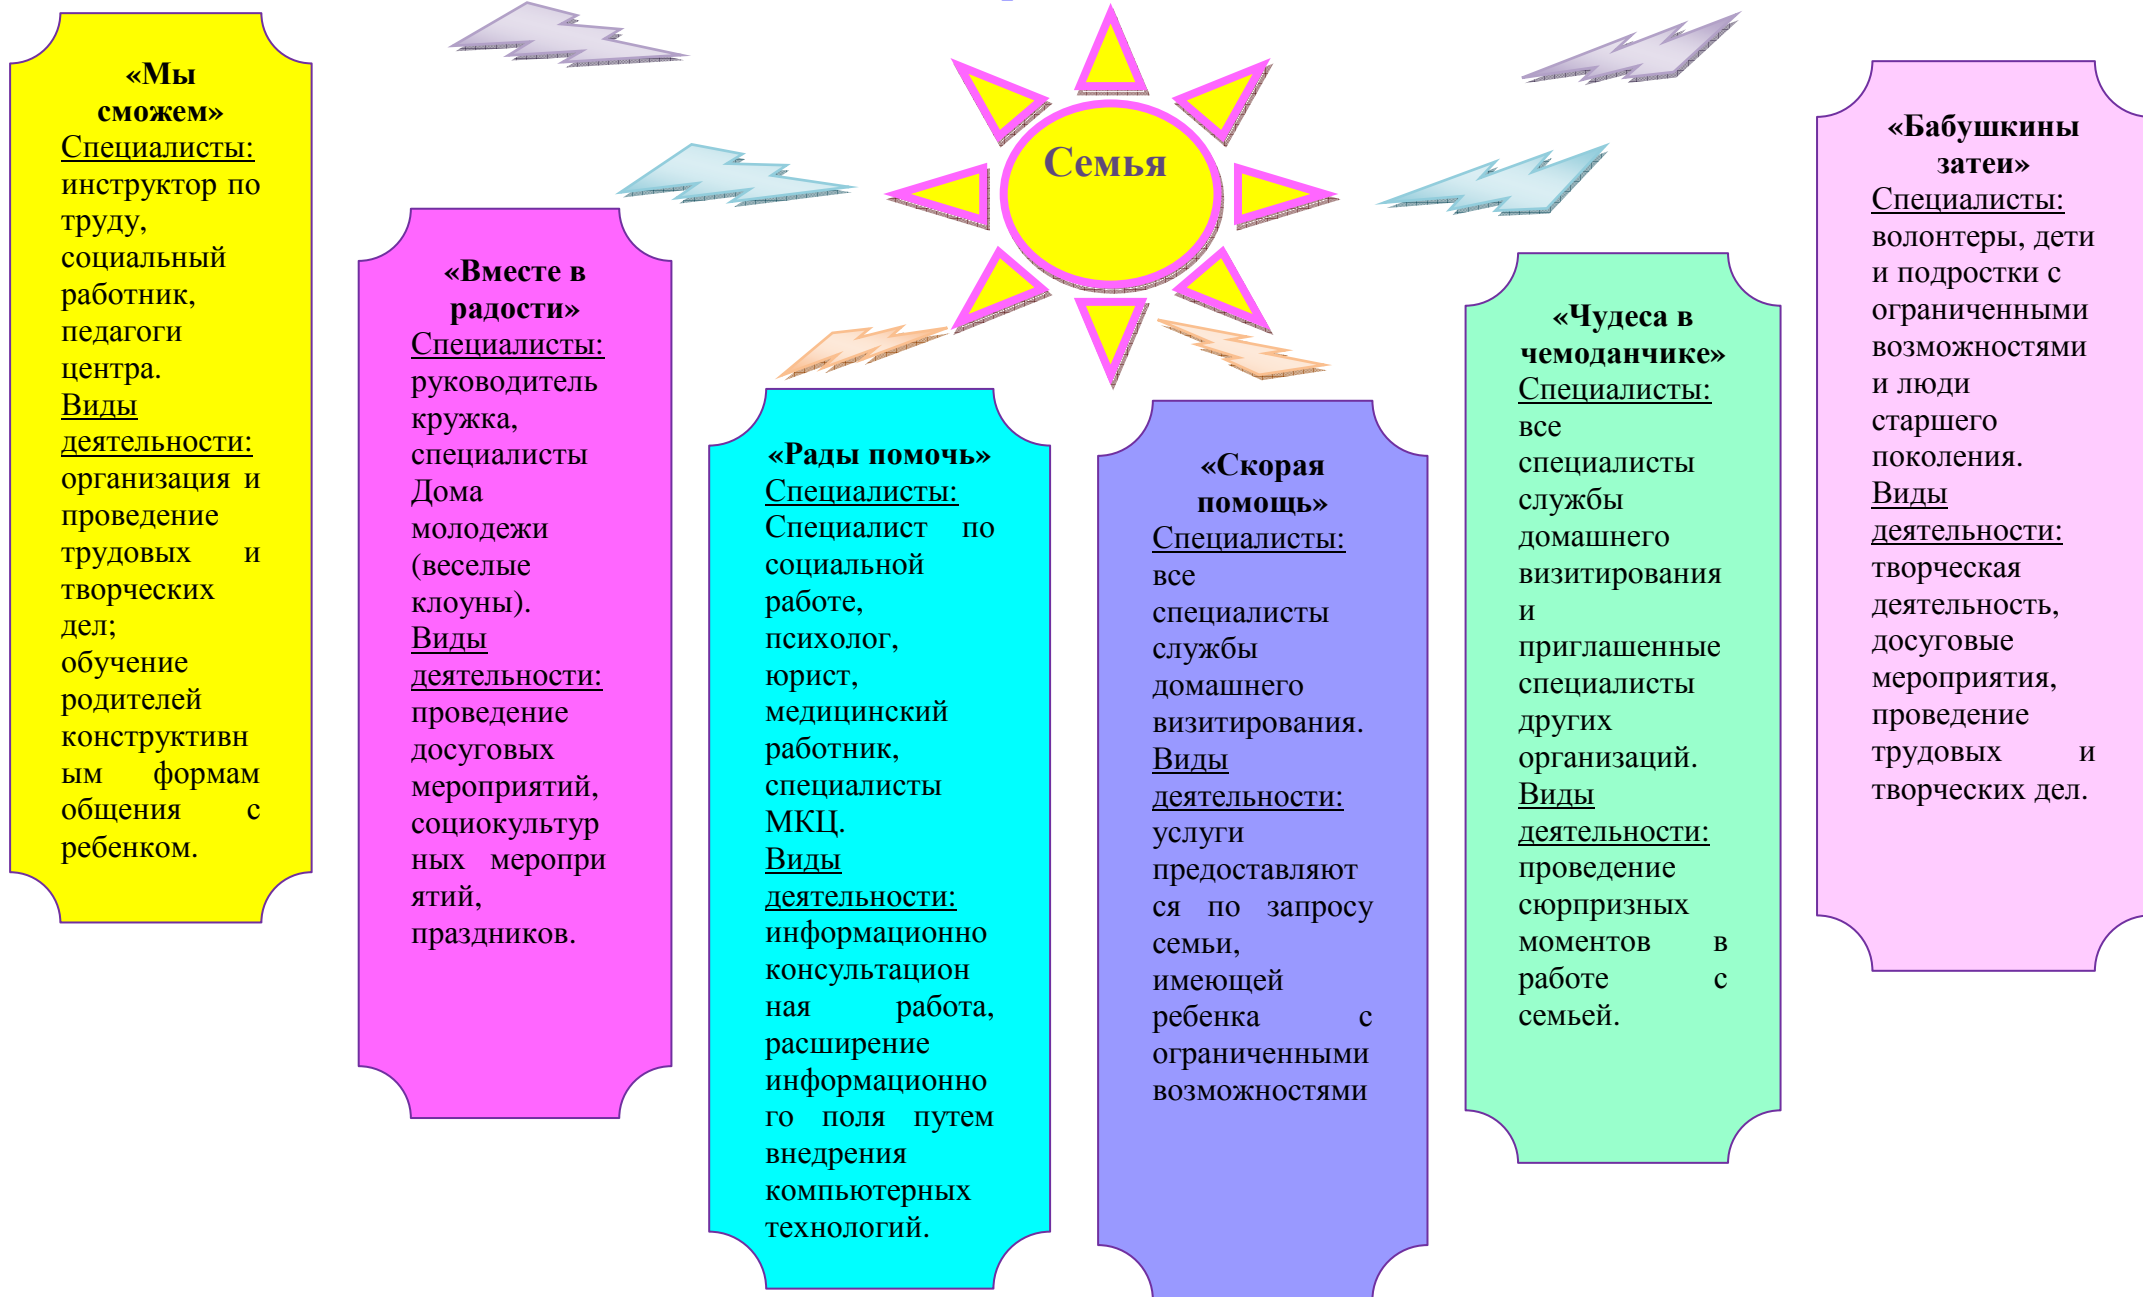 «Мы
сможем»
Специалисты:
инструктор по
труду,
социальный
работник,
педагоги
центра.
Виды
деятельности:
организация и
проведение
трудовых и
творческих
дел;
обучение
родителей
конструктивн
ым формам
общения с
ребенком.
«Вместе в
радости»
Специалисты:
руководитель
кружка,
специалисты
Дома
молодежи
(веселые
клоуны).
Виды
деятельности:
проведение
досуговых
мероприятий,
социокультур
ных меропри
ятий,
праздников.
«Рады помочь»
Специалисты:
Специалист по
социальной
работе,
психолог,
юрист,
медицинский
работник,
специалисты
МКЦ.
Виды
деятельности:
информационно
консультацион
ная работа,
расширение
информационно
го поля путем
внедрения
компьютерных
технологий.
Семья
«Скорая
помощь»
Специалисты:
все
специалисты
службы
домашнего
визитирования.
Виды
деятельности:
услуги
предоставляют
ся по запросу
семьи,
имеющей
ребенка с
ограниченными
возможностями
«Чудеса в
чемоданчике»
Специалисты:
все
специалисты
службы
домашнего
визитирования
и
приглашенные
специалисты
других
организаций.
Виды
деятельности:
проведение
сюрпризных
моментов в
работе с
семьей.
«Бабушкины
затеи»
Специалисты:
волонтеры, дети
и подростки с
ограниченными
возможностями
и люди
старшего
поколения.
Виды
деятельности:
творческая
деятельность,
досуговые
мероприятия,
проведение
трудовых и
творческих дел.